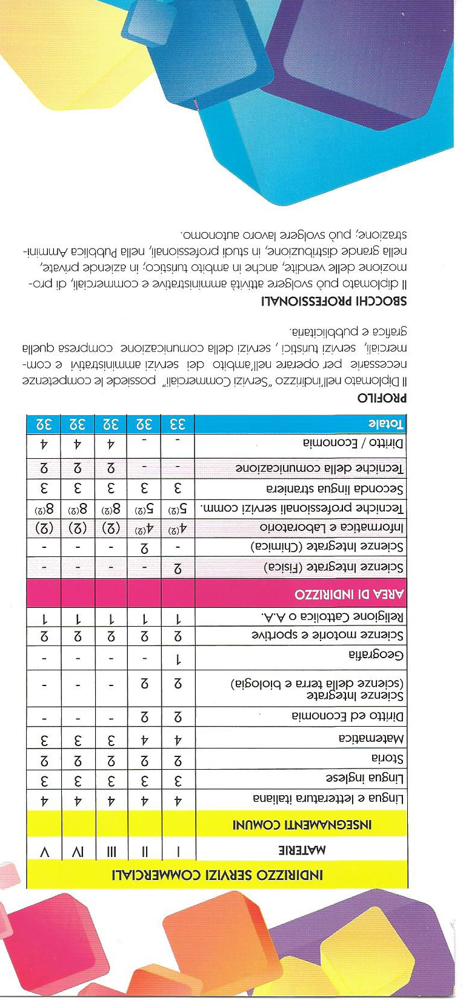 INDIRIZZO SERVIZI COMMERCIALI
MATERIE I II III IV V
INSEGNAMENTI COMUNI
Lingua e letteratura italiana 4 4 4 4 4
Lingua inglese 3 3 3 3 3
Storia 2 2 2 2 2
Matematica 4 4 3 3 3
Diritto ed Economia 2 2 - - -
Scienze Integrate
(scienze della terra e biologia) 2 2 - - -
Geografia 1 - - - -
Scienze motorie e sportive 2 2 2 2 2
Religione Cattolica o A.A. 1 1 1 1 1
AREA DI INDIRIZZO
Scienze Integrate (Fisica) 2 - - - -
Scienze Integrate (Chimica) - 2 - - -
Informatica e Laboratorio 4(2) 4(2) (2) (2) (2)
Tecniche professionali servizi comm. 5(2) 5(2) 8(2) 8(2) 8(2)
Seconda lingua straniera 3 3 3 3 3
Tecniche della comunicazione - - 2 2 2
Diritto / Economia - - 4 4 4
Totale 33 32 32 32 32
PROFILO
Il Diplomato nell'indirizzo "Servizi Commerciali" possiede le competenze
necessarie per operare nell'ambito dei servizi amministrativi e com-
merciali, servizi turistici , servizi della comunicazione compresa quella
grafica e pubblicitaria.
SBOCCHI PROFESSIONALI
Il diplomato può svolgere attività amministrative e commerciali, di pro-
mozione delle vendite, anche in ambito turistico; in aziende private,
nella grande distribuzione, in studi professionali, nella Pubblica Ammini-
strazione; può svolgere lavoro autonomo.